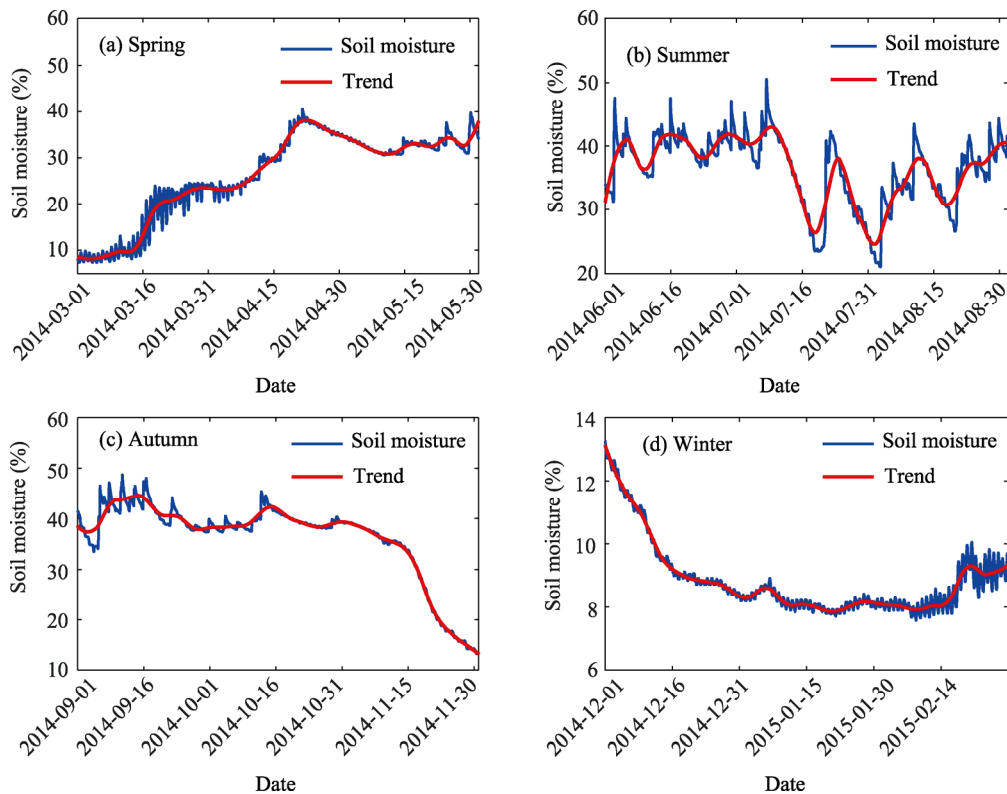 60
50
40
30
20
10
Soil moisture (%)
(a) Spring
Soil moisture
Trend
2014-03-01
2014-03-16
2014-03-31
2014-04-15
2014-04-30
2014-05-15
2014-05-30
Date
60
50
40
30
20
Soil moisture (%)
(b) Summer
Soil moisture
Trend
2014-06-01
2014-06-16
2014-07-01
2014-07-16
2014-07-31
2014-08-15
2014-08-30
Date
60
50
40
30
20
10
Soil moisture (%)
(c) Autumn
Soil moisture
Trend
2014-09-01
2014-09-16
2014-10-01
2014-10-16
2014-10-31
2014-11-15
2014-11-30
Date
14
12
10
8
6
Soil moisture (%)
(d) Winter
Soil moisture
Trend
2014-12-01
2014-12-16
2014-12-31
2015-01-15
2015-01-30
2015-02-14
Date